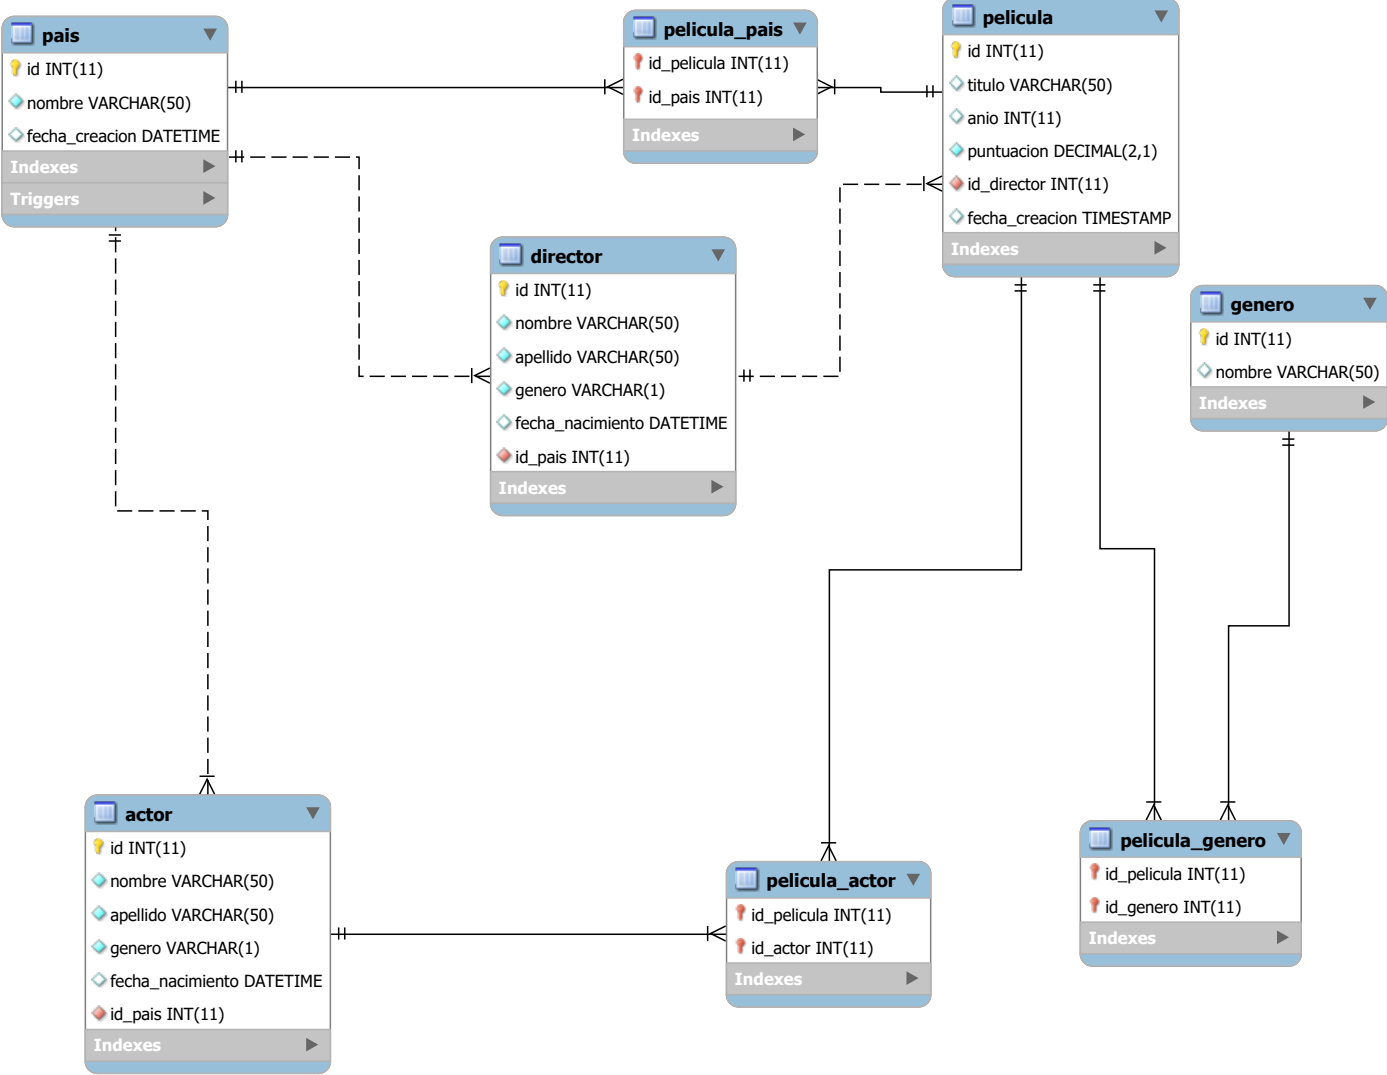 pais
id INT(11)
nombre VARCHAR(50)
fecha_creacion DATETIME
Indexes
Triggers
pelicula_pais
id_pelicula INT(11)
id_pais INT(11)
Indexes
pelicula
id INT(11)
titulo VARCHAR(50)
anio INT(11)
puntuacion DECIMAL(2,1)
id_director INT(11)
fecha_creacion TIMESTAMP
Indexes
director
id INT(11)
nombre VARCHAR(50)
apellido VARCHAR(50)
genero VARCHAR(1)
fecha_nacimiento DATETIME
id_pais INT(11)
Indexes
genero
id INT(11)
nombre VARCHAR(50)
Indexes
actor
id INT(11)
nombre VARCHAR(50)
apellido VARCHAR(50)
genero VARCHAR(1)
fecha_nacimiento DATETIME
id_pais INT(11)
Indexes
pelicula_actor
id_pelicula INT(11)
id_actor INT(11)
Indexes
pelicula_genero
id_pelicula INT(11)
id_genero INT(11)
Indexes